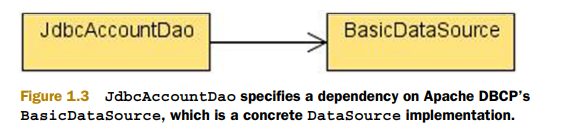 JdbcAccountDao
BasicDataSource
Figure 1.3 JdbcAccountDao specifies a dependency on Apache DBCP's
BasicDataSource, which is a concrete DataSource implementation.